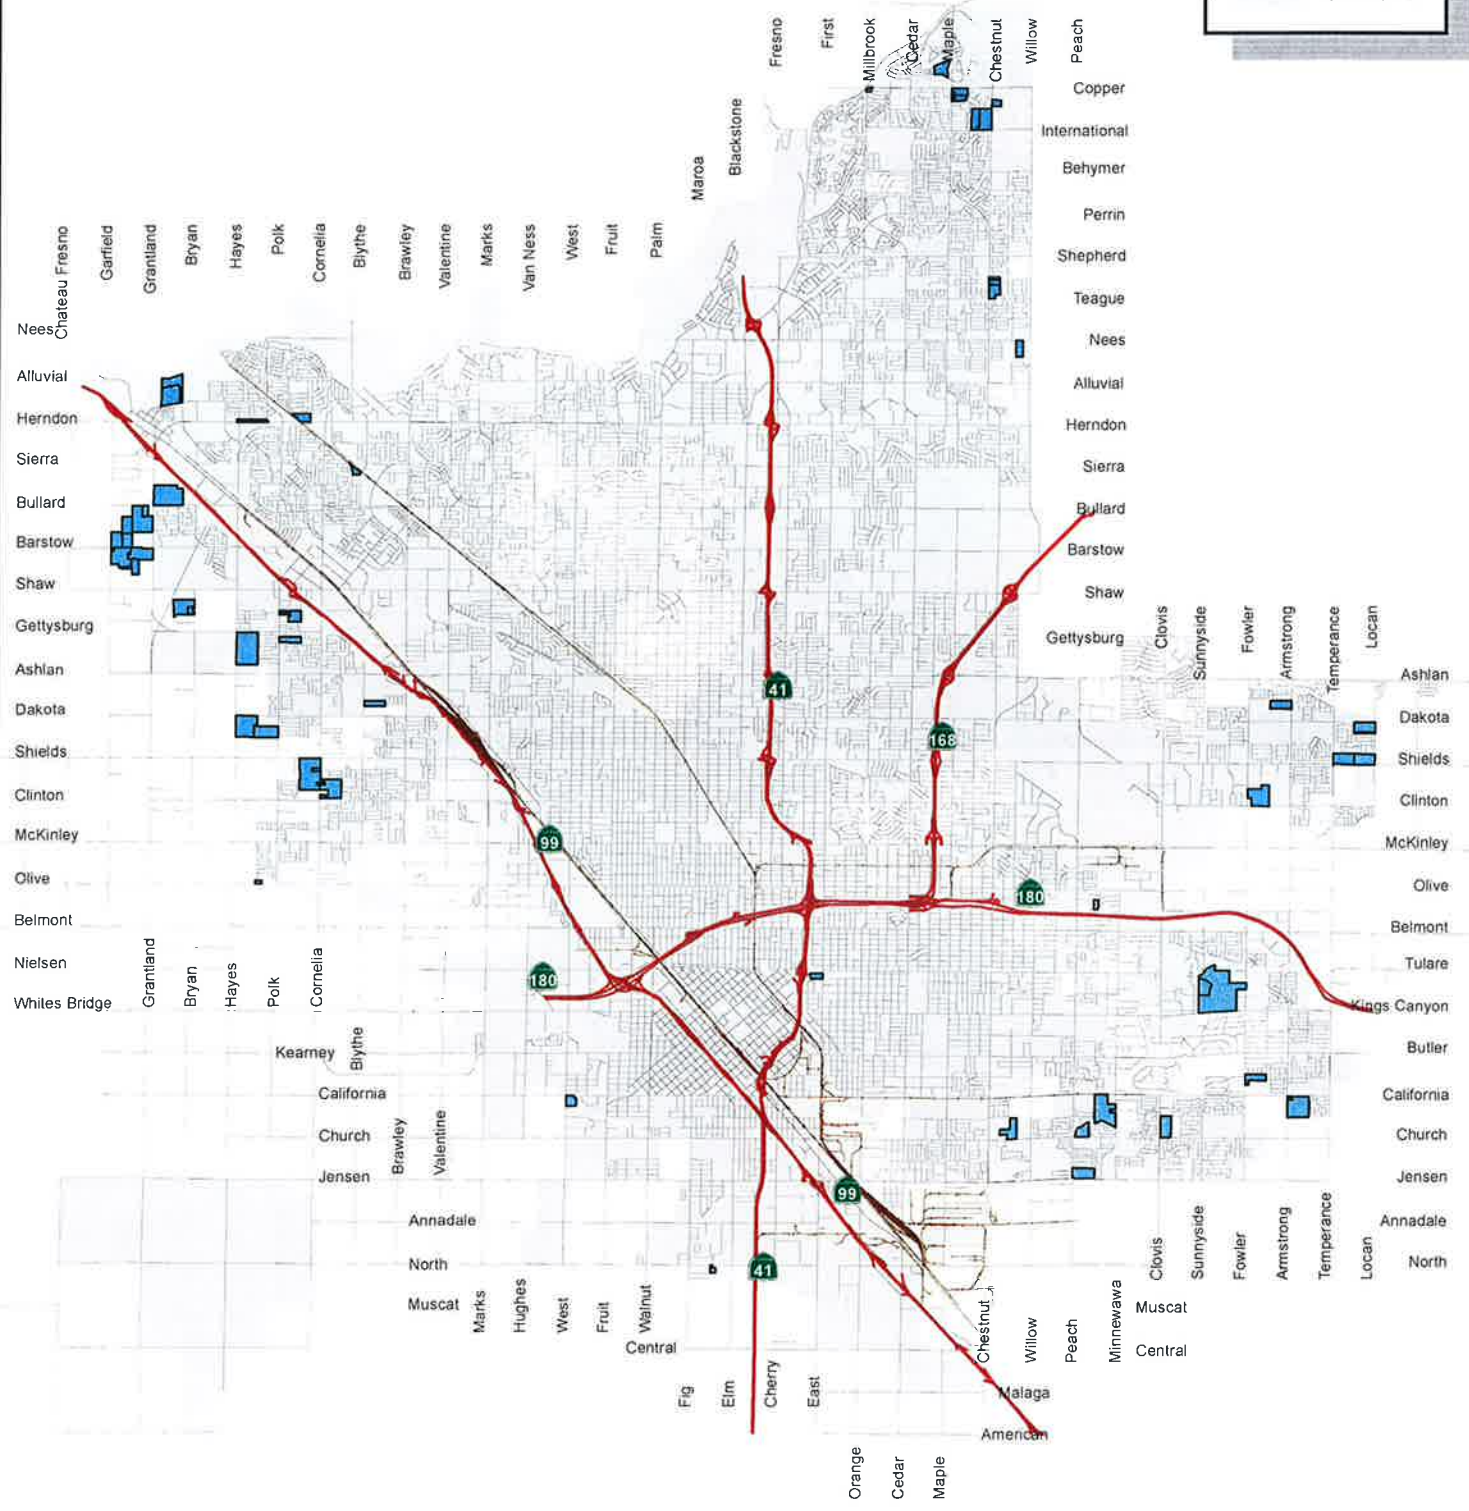 Fresno
First
Millbrook
Cedar
Maple
Chestnut
Willow
Peach
Copper
International
Behymer
Perrin
Shepherd
Teague
Nees
Alluvial
Herndon
Sierra
Bullard
Barstow
Shaw
Gettysburg
Blackstone
Maroa
Chateau Fresno
Garfield
Grantland
Bryan
Hayes
Polk
Cornelia
Blythe
Brawley
Valentine
Marks
Van Ness
West
Fruit
Palm
Nees
Alluvial
Herndon
Sierra
Bullard
Barstow
Shaw
Gettysburg
Ashlan
Dakota
Shields
Clinton
McKinley
Olive
Belmont
Nielsen
Whites Bridge
Clovis
Sunnyside
Fowler
Armstrong
Temperance
Locan
Ashlan
Dakota
Shields
Clinton
McKinley
Olive
Belmont
Tulare
Kings Canyon
Butler
California
Church
Jensen
Annadale
North
41
168
99
180
180
99
41
Grantland
Bryan
Hayes
Polk
Cornelia
Kearney
Blythe
California
Church
Jensen
Brawley
Valentine
Annadale
North
Muscat
Marks
Hughes
West
Fruit
Walnut
Central
Fig
Elm
Cherry
East
Orange
Cedar
Maple
Chestnut
Willow
Peach
Minnewawa
Clovis
Sunnyside
Fowler
Armstrong
Temperance
Locan
Muscat
Central
Malaga
American